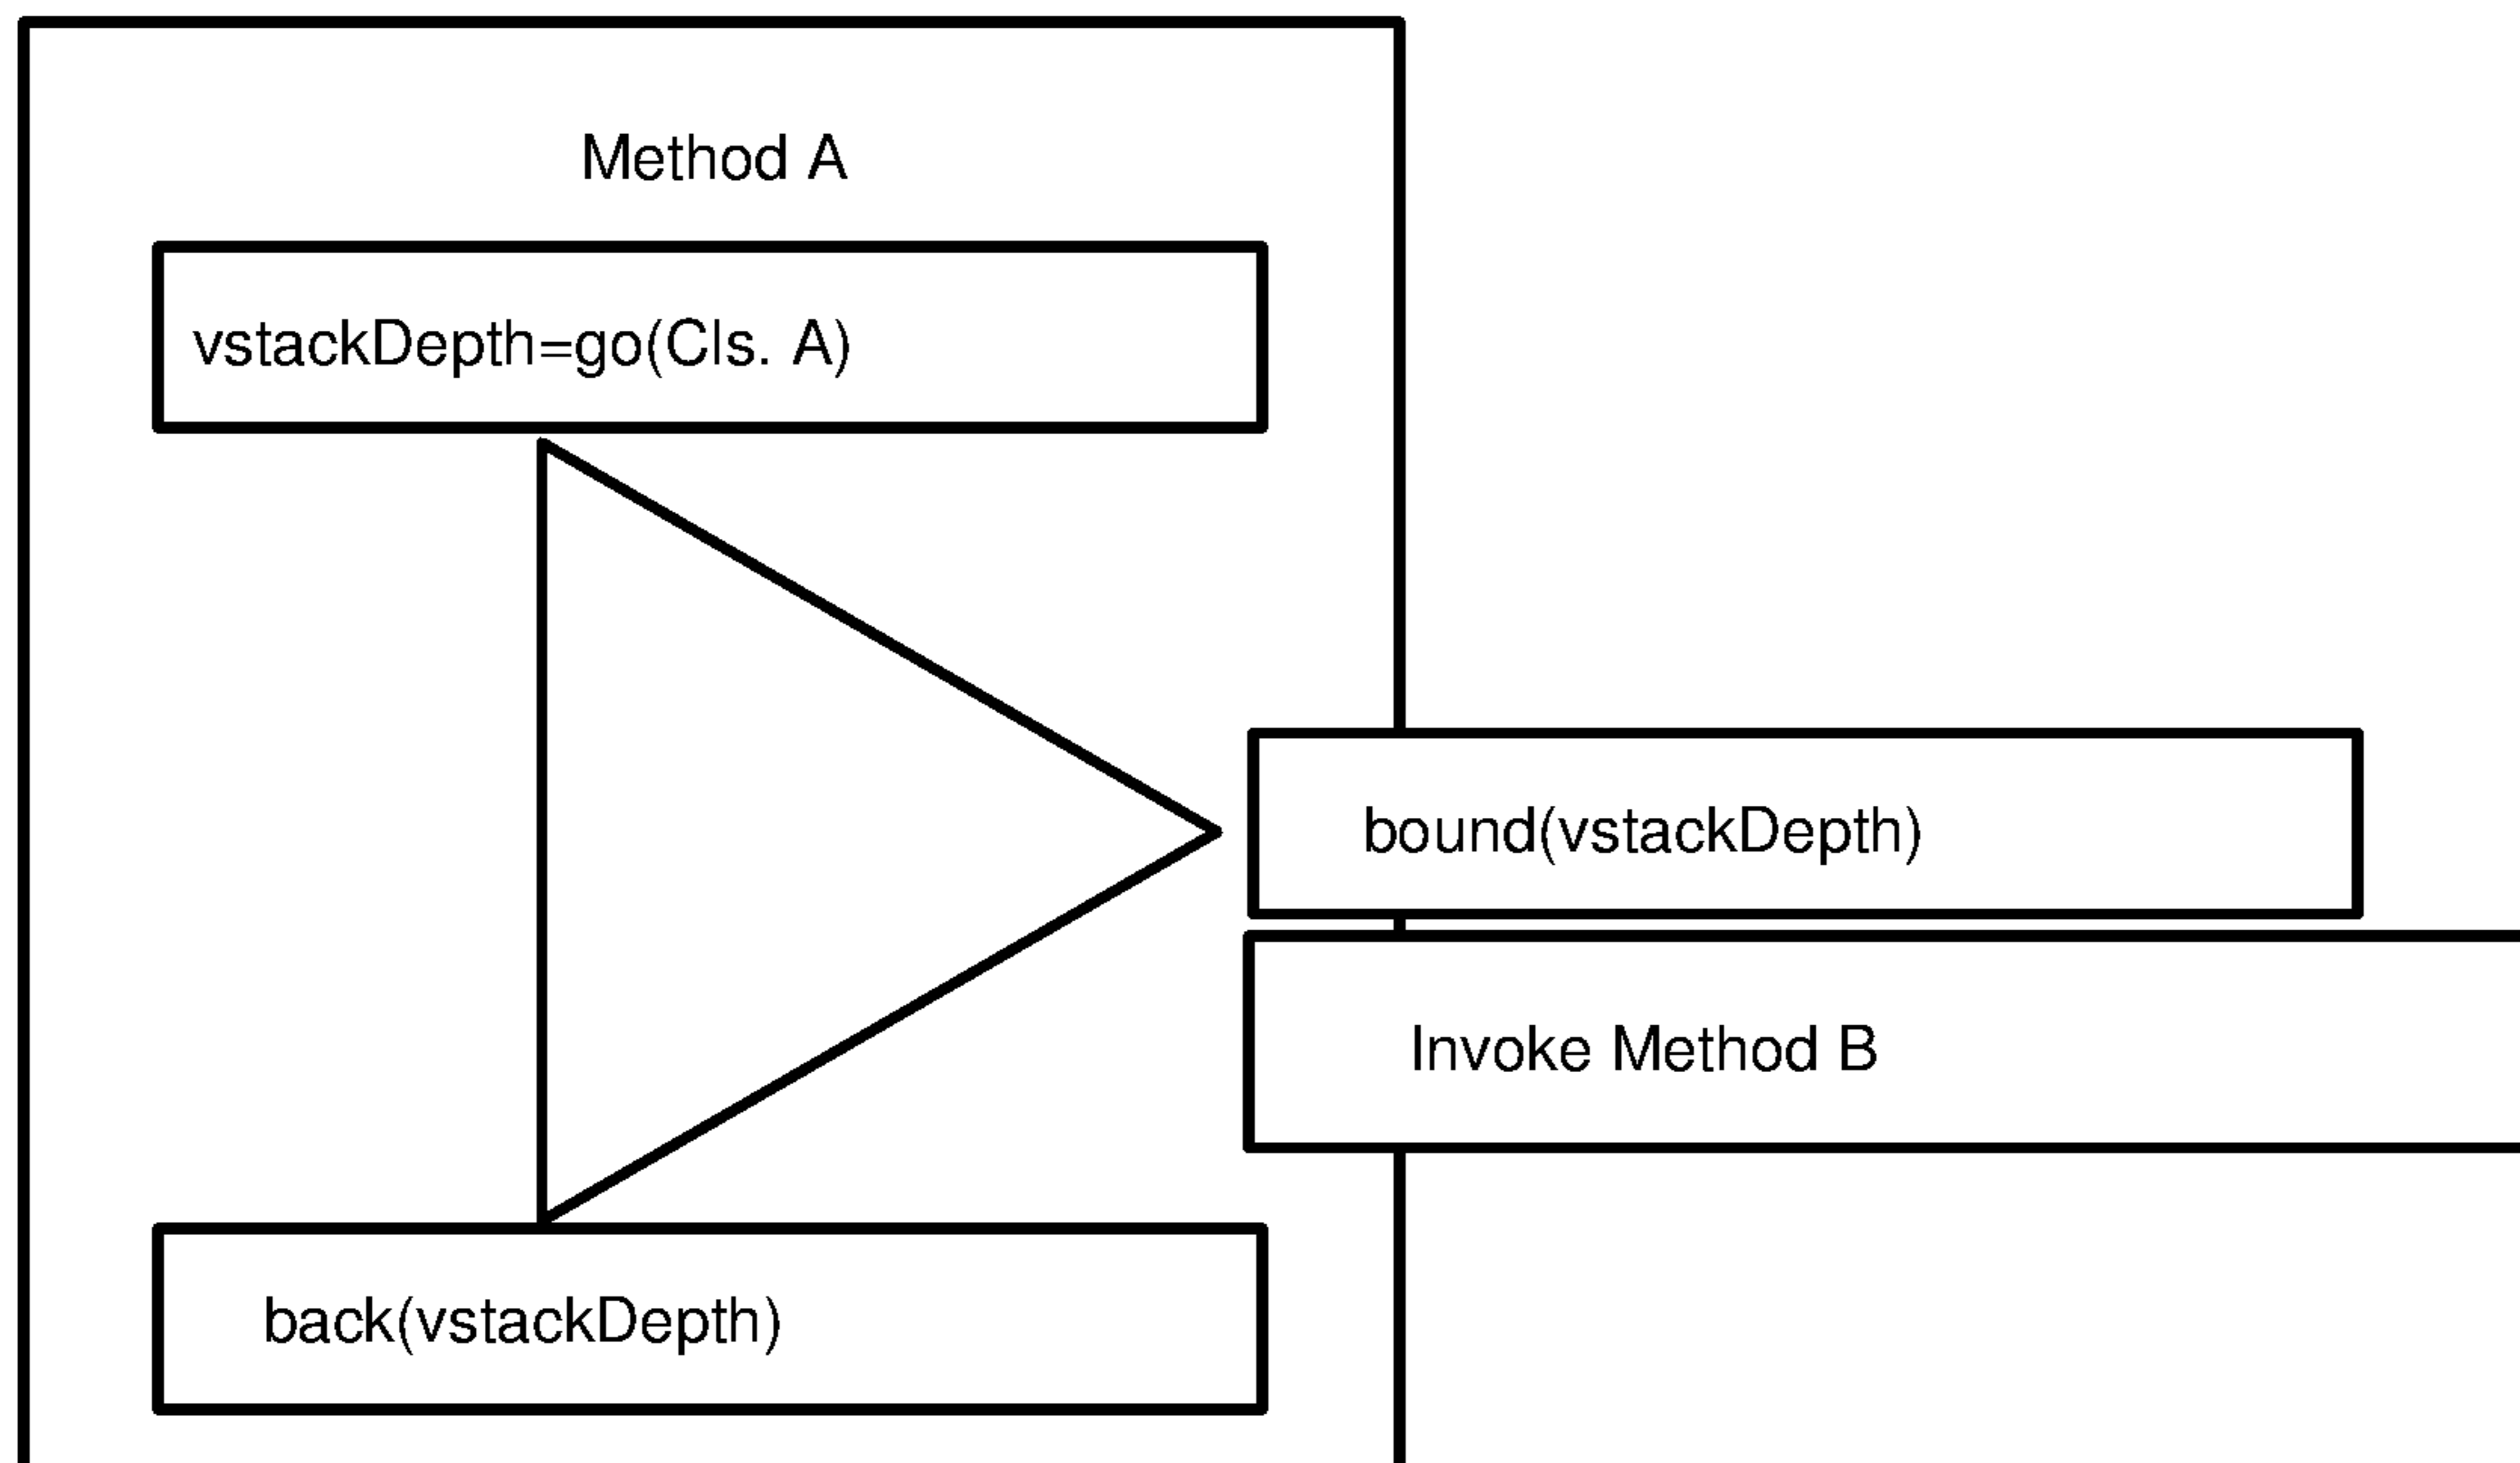 Method A
vstackDepth=go(Cls. A)
bound(vstackDepth)
Invoke Method B
back(vstackDepth)